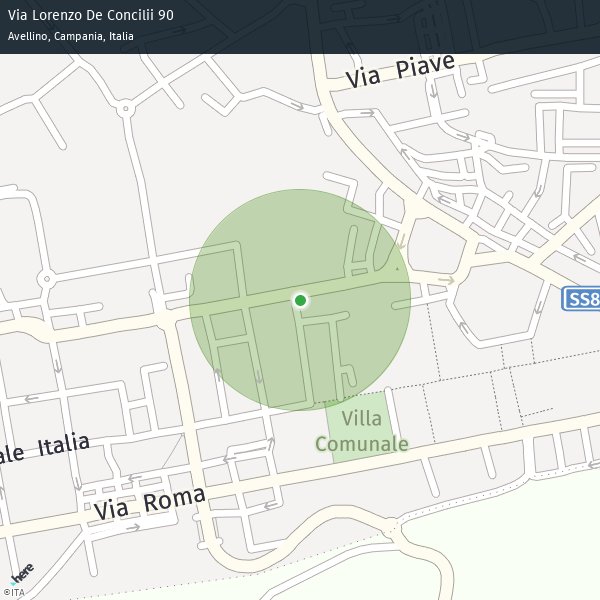 Via Lorenzo De Concilii 90
Avellino, Campania, Italia
Via Piave
SS8
Villa
Comunale
ale Italia
Via Roma
here
©ITA